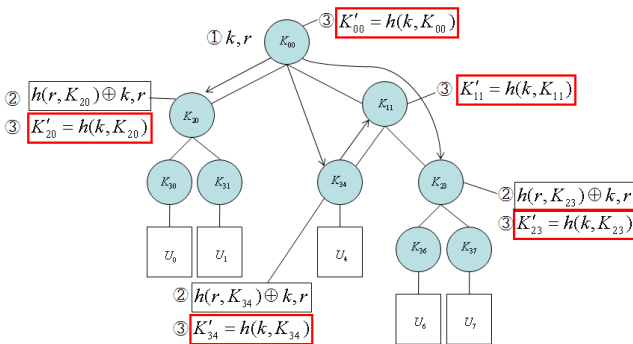 ③ K′₀₀ = h(k, K₀₀)
① k, r
K₀₀
② h(r, K₂₀) ⊕ k, r
③ K′₂₀ = h(k, K₂₀)
K₂₀
K₁₁
③ K′₁₁ = h(k, K₁₁)
K₃₀
K₃₁
K₃₄
K₂₃
② h(r, K₂₃) ⊕ k, r
③ K′₂₃ = h(k, K₂₃)
U₀
U₁
U₄
K₃₆
K₃₇
② h(r, K₃₄) ⊕ k, r
③ K′₃₄ = h(k, K₃₄)
U₆
U₇